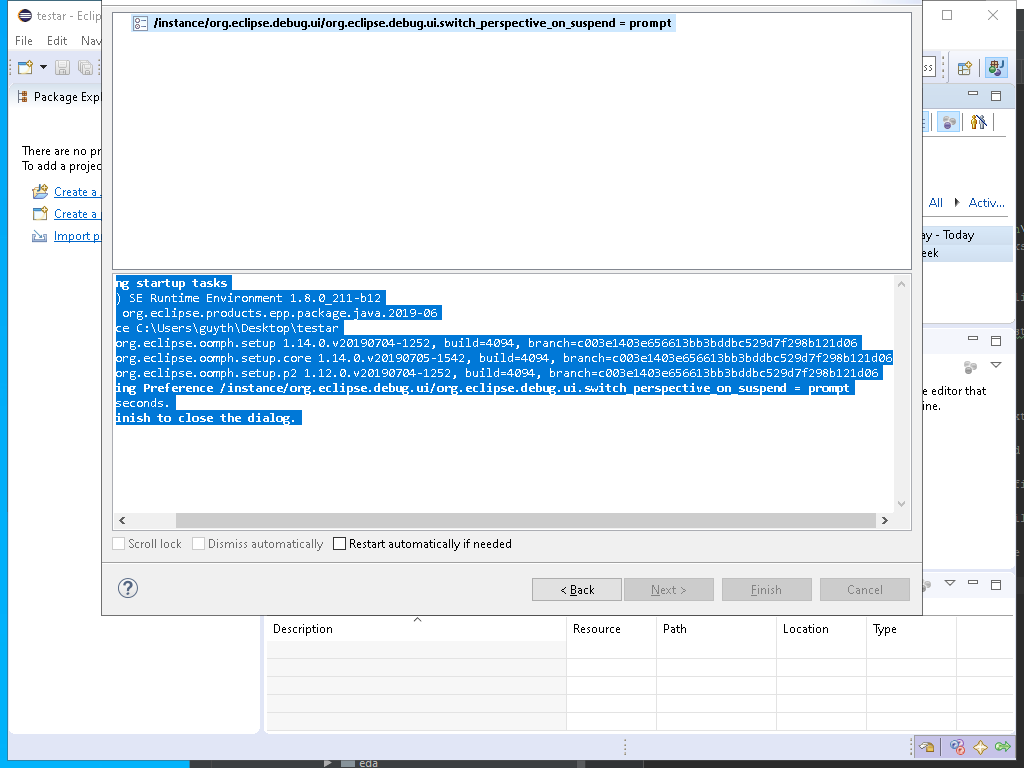 testar - Eclip
/instance/org.eclipse.debug.ui/org.eclipse.debug.ui.switch_perspective_on_suspend = prompt
File Edit Nav
ss
Package Expl
There are no pr
To add a projec
Create a
Create a
Import p
All Activ...
ay - Today
eek
ng startup tasks
) SE Runtime Environment 1.8.0_211-b12
org.eclipse.products.epp.package.java.2019-06
ce C:\Users\guyth\Desktop\testar
org.eclipse.oomph.setup 1.14.0.v20190704-1252, build=4094, branch=c003e1403e656613bb3bddbc529d7f298b121d06
org.eclipse.oomph.setup.core 1.14.0.v20190705-1542, build=4094, branch=c003e1403e656613bb3bddbc529d7f298b121d06
org.eclipse.oomph.setup.p2 1.12.0.v20190704-1252, build=4094, branch=c003e1403e656613bb3bddbc529d7f298b121d06
ing Preference /instance/org.eclipse.debug.ui/org.eclipse.debug.ui.switch_perspective_on_suspend = prompt
seconds.
inish to close the dialog.
e editor that
ine.
Scroll lock Dismiss automatically Restart automatically if needed
< Back Next > Finish Cancel
Description Resource Path Location Type
eda